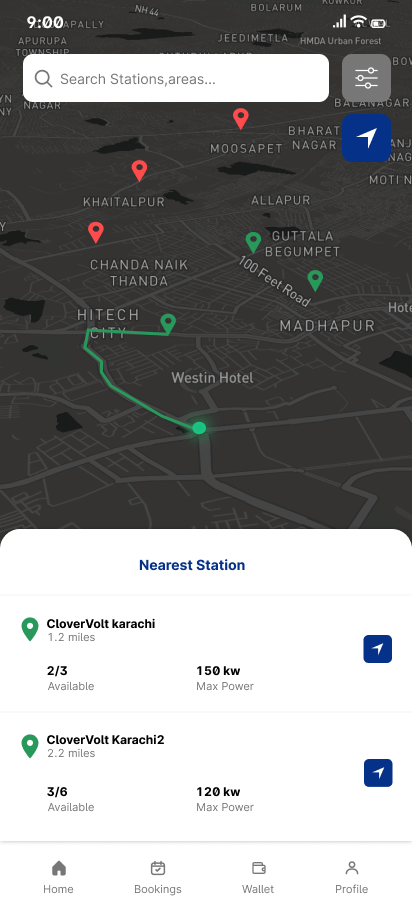 9:00
NH 44
BOLARUM
APALLY
JEEDIMETLA
HMDA Urban Forest
APURUPA
TOWNSHIP
Search Stations,areas...
NAGAR
BALANAGAR
BHARAT
NAGAR
MOOSAPET
MOTI N
KHAITALPUR
ALLAPUR
GUTTALA
BEGUMPET
CHANDA NAIK
THANDA
100 Feet Road
Hote
HITECH
CITY
MADHAPUR
Westin Hotel
Nearest Station
CloverVolt karachi
1.2 miles
2/3
150 kw
Available
Max Power
CloverVolt Karachi2
2.2 miles
3/6
120 kw
Available
Max Power
Home
Bookings
Wallet
Profile